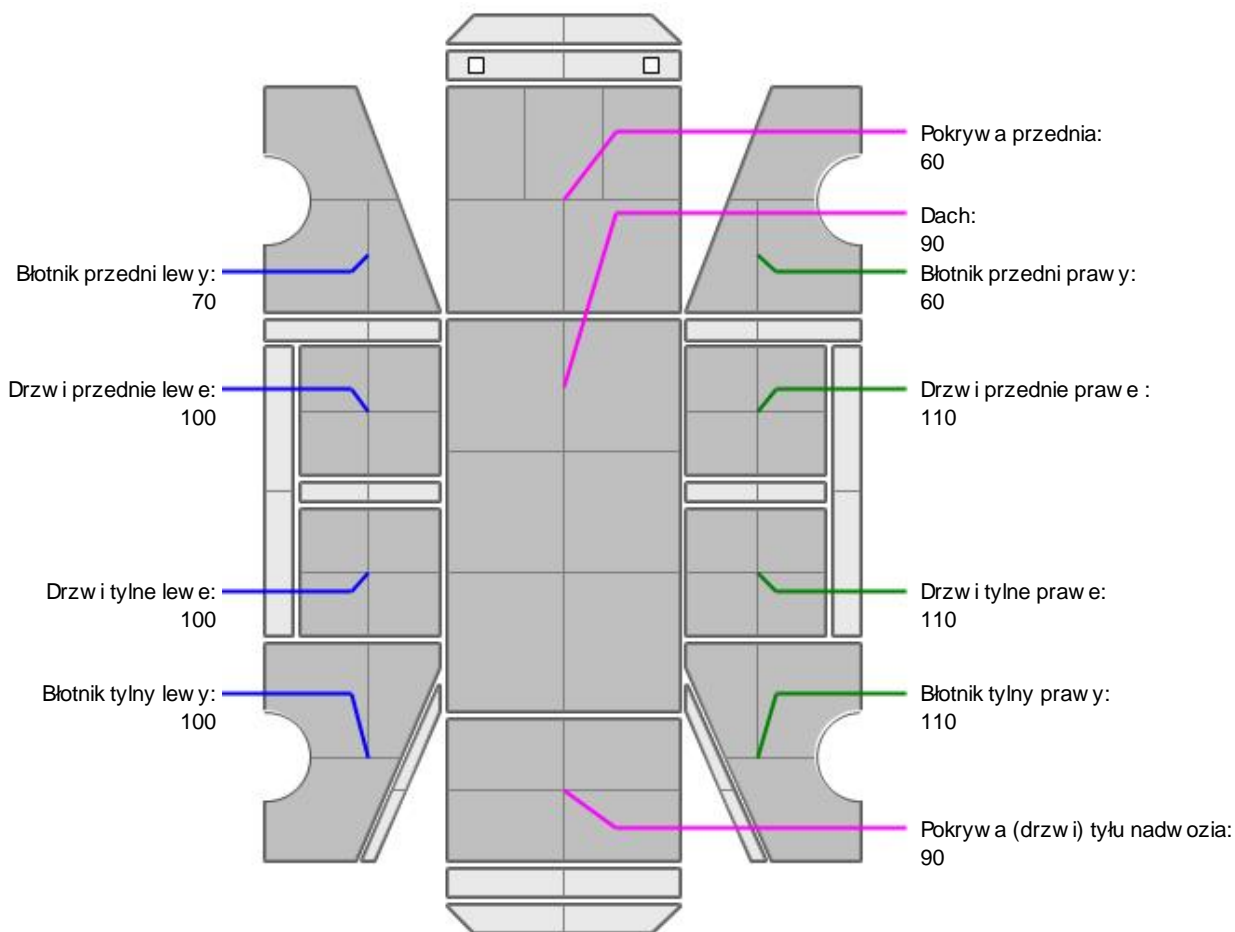 Pokrywa przednia:
60
Dach:
90
Błotnik przedni lewy:
70
Błotnik przedni prawy:
60
Drzwi przednie lewe:
100
Drzwi przednie prawe :
110
Drzwi tylne lewe:
100
Drzwi tylne prawe:
110
Błotnik tylny lewy:
100
Błotnik tylny prawy:
110
Pokrywa (drzwi) tyłu nadwozia:
90